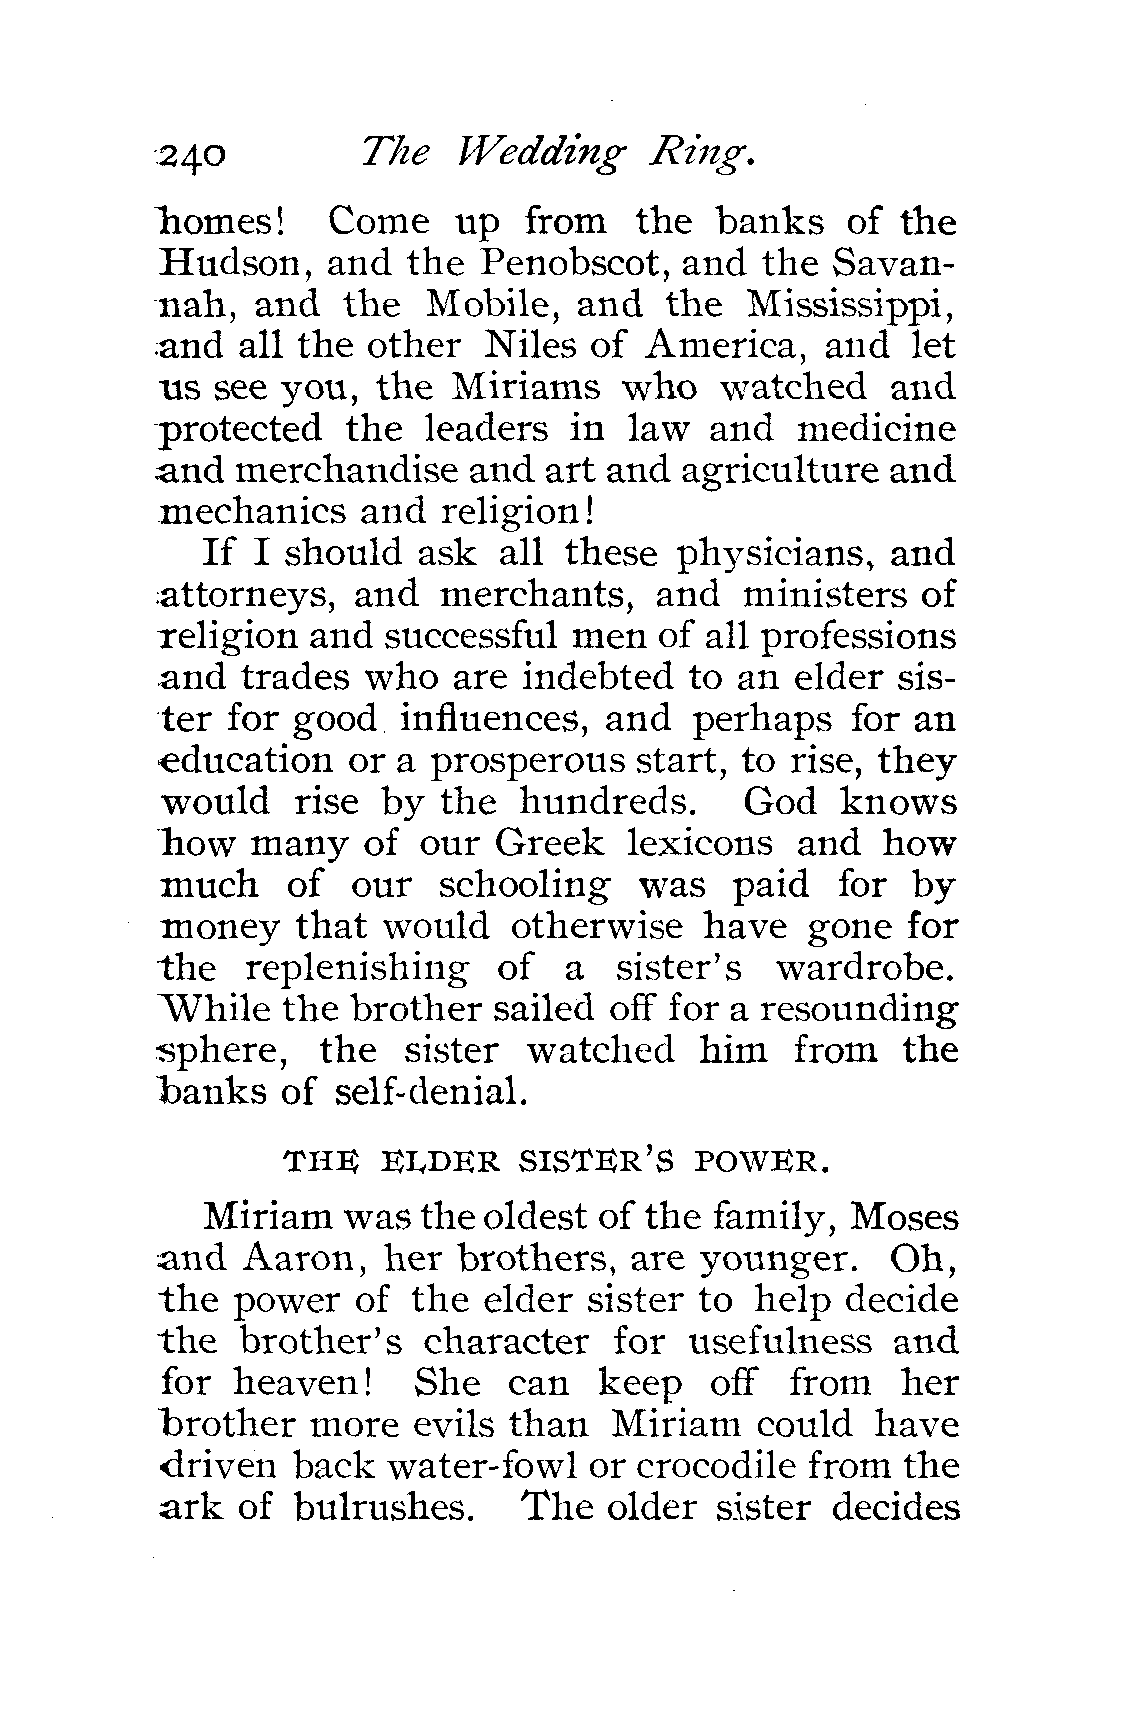 240 The Wedding Ring.
homes! Come up from the banks of the
Hudson, and the Penobscot, and the Savan-
nah, and the Mobile, and the Mississippi,
and all the other Niles of America, and let
us see you, the Miriams who watched and
protected the leaders in law and medicine
and merchandise and art and agriculture and
mechanics and religion!
If I should ask all these physicians, and
attorneys, and merchants, and ministers of
religion and successful men of all professions
and trades who are indebted to an elder sis-
ter for good influences, and perhaps for an
education or a prosperous start, to rise, they
would rise by the hundreds. God knows
how many of our Greek lexicons and how
much of our schooling was paid for by
money that would otherwise have gone for
the replenishing of a sister's wardrobe.
While the brother sailed off for a resounding
sphere, the sister watched him from the
banks of self-denial.
THE ELDER SISTER'S POWER.
Miriam was the oldest of the family, Moses
and Aaron, her brothers, are younger. Oh,
the power of the elder sister to help decide
the brother's character for usefulness and
for heaven! She can keep off from her
brother more evils than Miriam could have
driven back water-fowl or crocodile from the
ark of bulrushes. The older sister decides